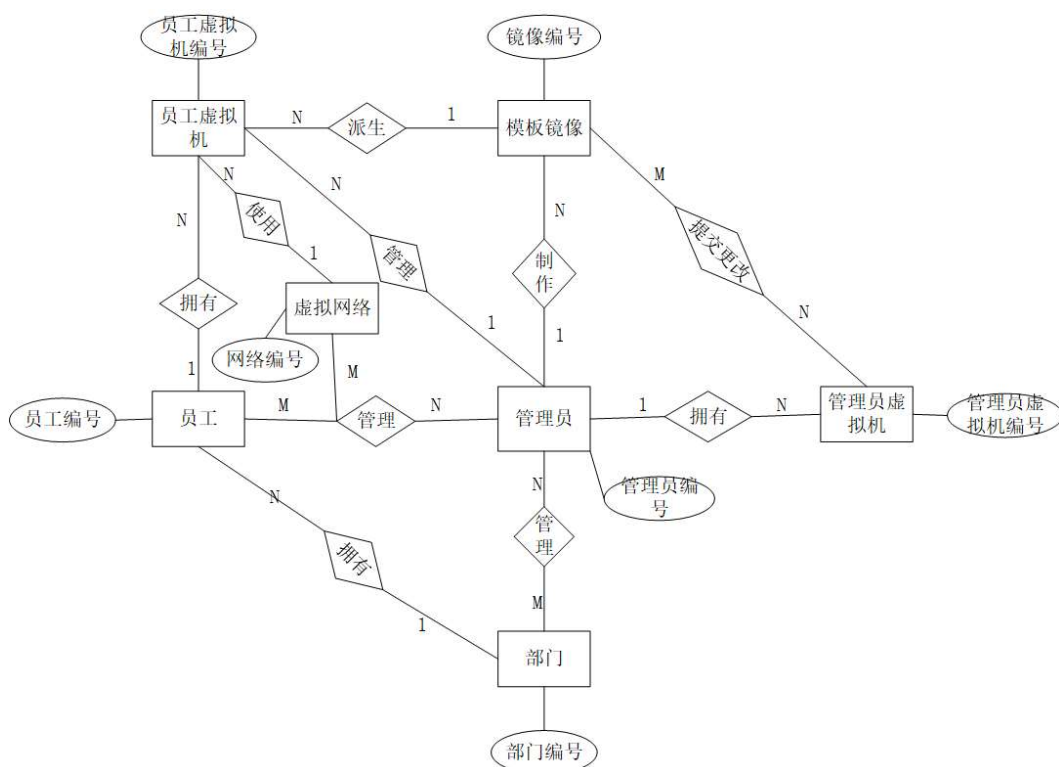 员工虚拟
机编号
镜像编号
员工虚拟
机
N
派生
1
模板镜像
N
使用
1
N
管理
1
N
制
作
1
M
提交更改
N
N
拥有
1
虚拟网络
网络编号
M
员工编号
员工
M
管理
N
管理员
1
拥有
N
管理员虚
拟机
管理员虚
拟机编号
管理员编
号
N
管
理
M
N
拥有
1
部门
部门编号